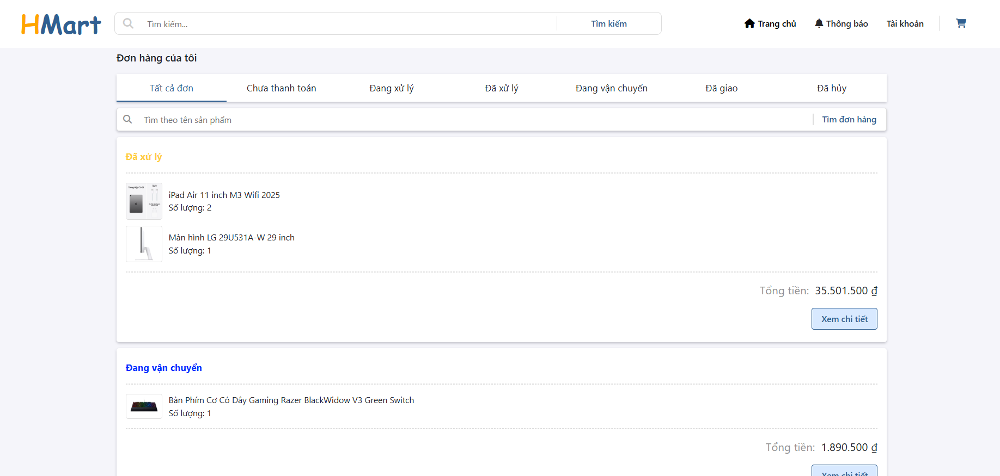 HMart
Tìm kiếm...
Tìm kiếm
Trang chủ
Thông báo
Tài khoản
Đơn hàng của tôi
Tất cả đơn
Chưa thanh toán
Đang xử lý
Đã xử lý
Đang vận chuyển
Đã giao
Đã hủy
Tìm theo tên sản phẩm
Tìm đơn hàng
Đã xử lý
iPad Air 11 inch M3 Wifi 2025
Số lượng: 2
Màn hình LG 29U531A-W 29 inch
Số lượng: 1
Tổng tiền: 35.501.500 ₫
Xem chi tiết
Đang vận chuyển
Bàn Phím Cơ Có Dây Gaming Razer BlackWidow V3 Green Switch
Số lượng: 1
Tổng tiền: 1.890.500 ₫
Xem chi tiết